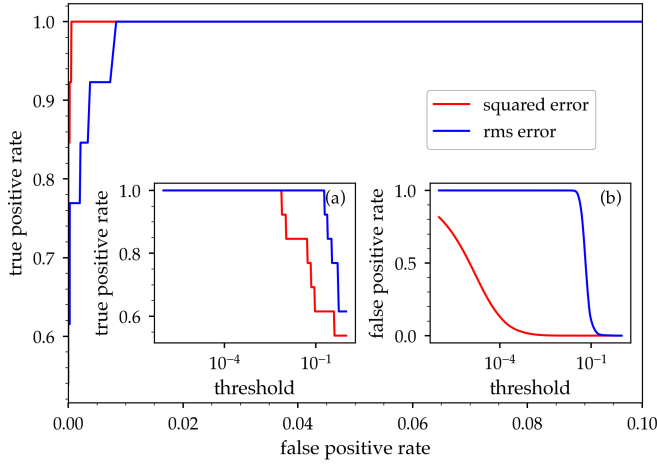 1.0
0.9
0.8
0.7
0.6
true positive rate
squared error
rms error
(a)
1.0
0.8
0.6
true positive rate
10⁻⁴
10⁻¹
threshold
(b)
1.0
0.5
0.0
false positive rate
10⁻⁴
10⁻¹
threshold
0.00
0.02
0.04
0.06
0.08
0.10
false positive rate